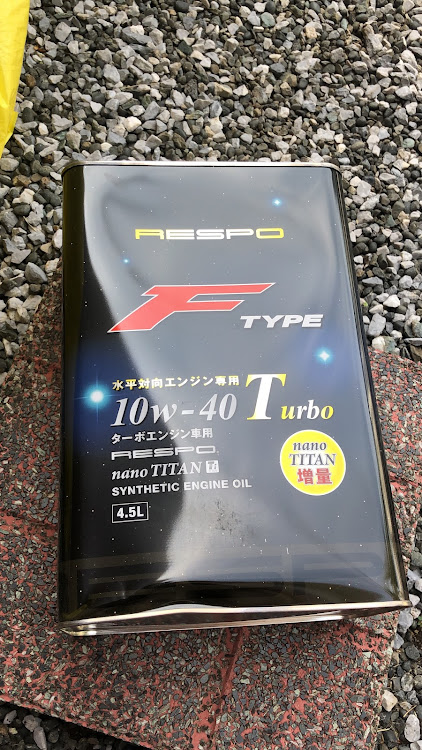 RESPO
F TYPE
水平対向エンジン専用
10w-40 Turbo
ターボエンジン車用
RESPO
nano TITAN Ti
SYNTHETIC ENGINE OIL
4.5L
nano
TITAN
増量